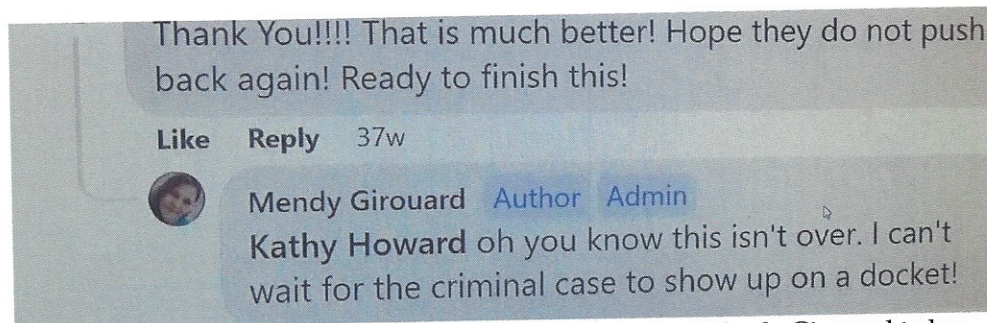 Thank You!!!! That is much better! Hope they do not push
back again! Ready to finish this!
Like Reply 37w
Mendy Girouard Author Admin
Kathy Howard oh you know this isn't over. I can't
wait for the criminal case to show up on a docket!